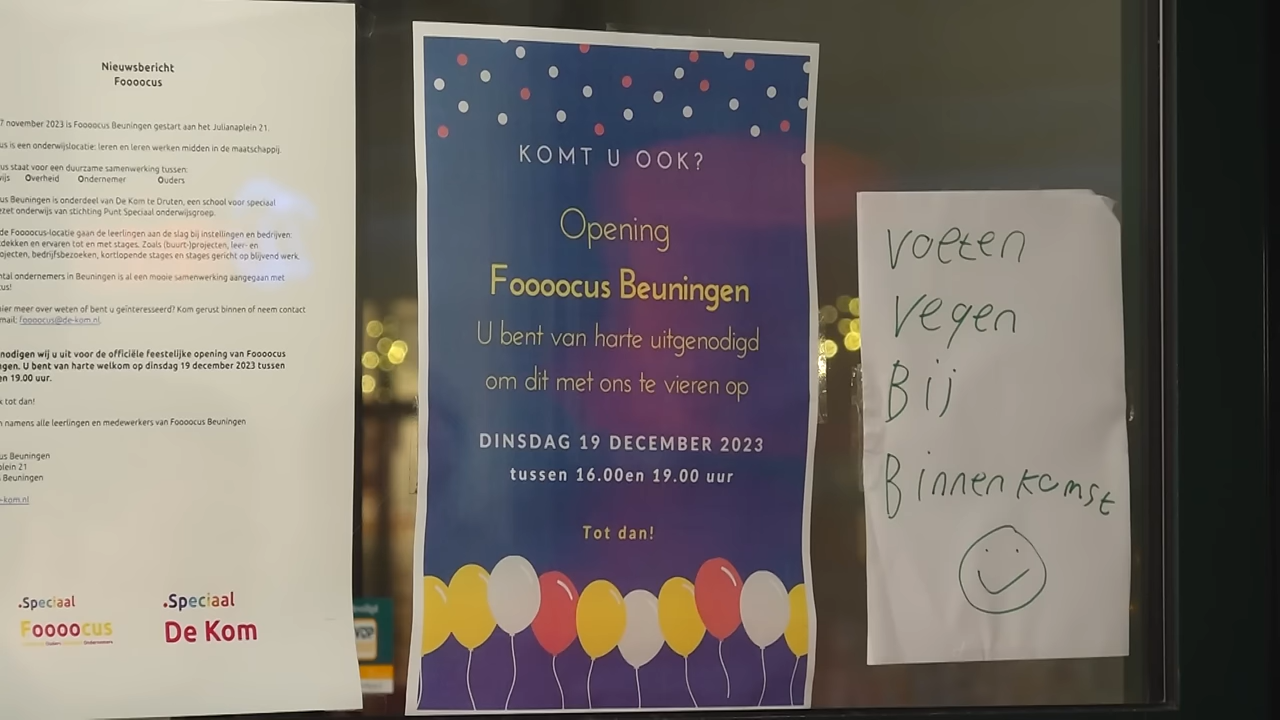 Nieuwsbericht
Foooocus
7 november 2023 is Foooocus Beuningen gestart aan het Julianaplein 21.
us is een onderwijslocatie: leren en leren werken midden in de maatschappij.
us staat voor een duurzame samenwerking tussen:
ijs Overheid Ondernemer Ouders
us Beuningen is onderdeel van De Kom te Druten, een school voor speciaal
ezet onderwijs van stichting Punt Speciaal onderwijsgroep.
de Foooocus-locatie gaan de leerlingen aan de slag bij instellingen en bedrijven:
dekken en ervaren tot en met stages. Zoals (buurt-)projecten, leer- en
ojecten, bedrijfsbezoeken, kortlopende stages en stages gericht op blijvend werk.
ntal ondernemers in Beuningen is al een mooie samenwerking aangegaan met
us!
ier meer over weten of bent u geïnteresseerd? Kom gerust binnen of neem contact
mail: foooocus@de-kom.nl.
nodigen wij u uit voor de officiële feestelijke opening van Foooocus
ngen. U bent van harte welkom op dinsdag 19 december 2023 tussen
en 19.00 uur.
k tot dan!
n namens alle leerlingen en medewerkers van Foooocus Beuningen
us Beuningen
plein 21
Beuningen
-kom.nl
.Speciaal
Foooocus
.Speciaal
De Kom
KOMT U OOK?
Opening
Foooocus Beuningen
U bent van harte uitgenodigd
om dit met ons te vieren op
DINSDAG 19 DECEMBER 2023
tussen 16.00en 19.00 uur
Tot dan!
voeten
vegen
Bij
Binnenkomst